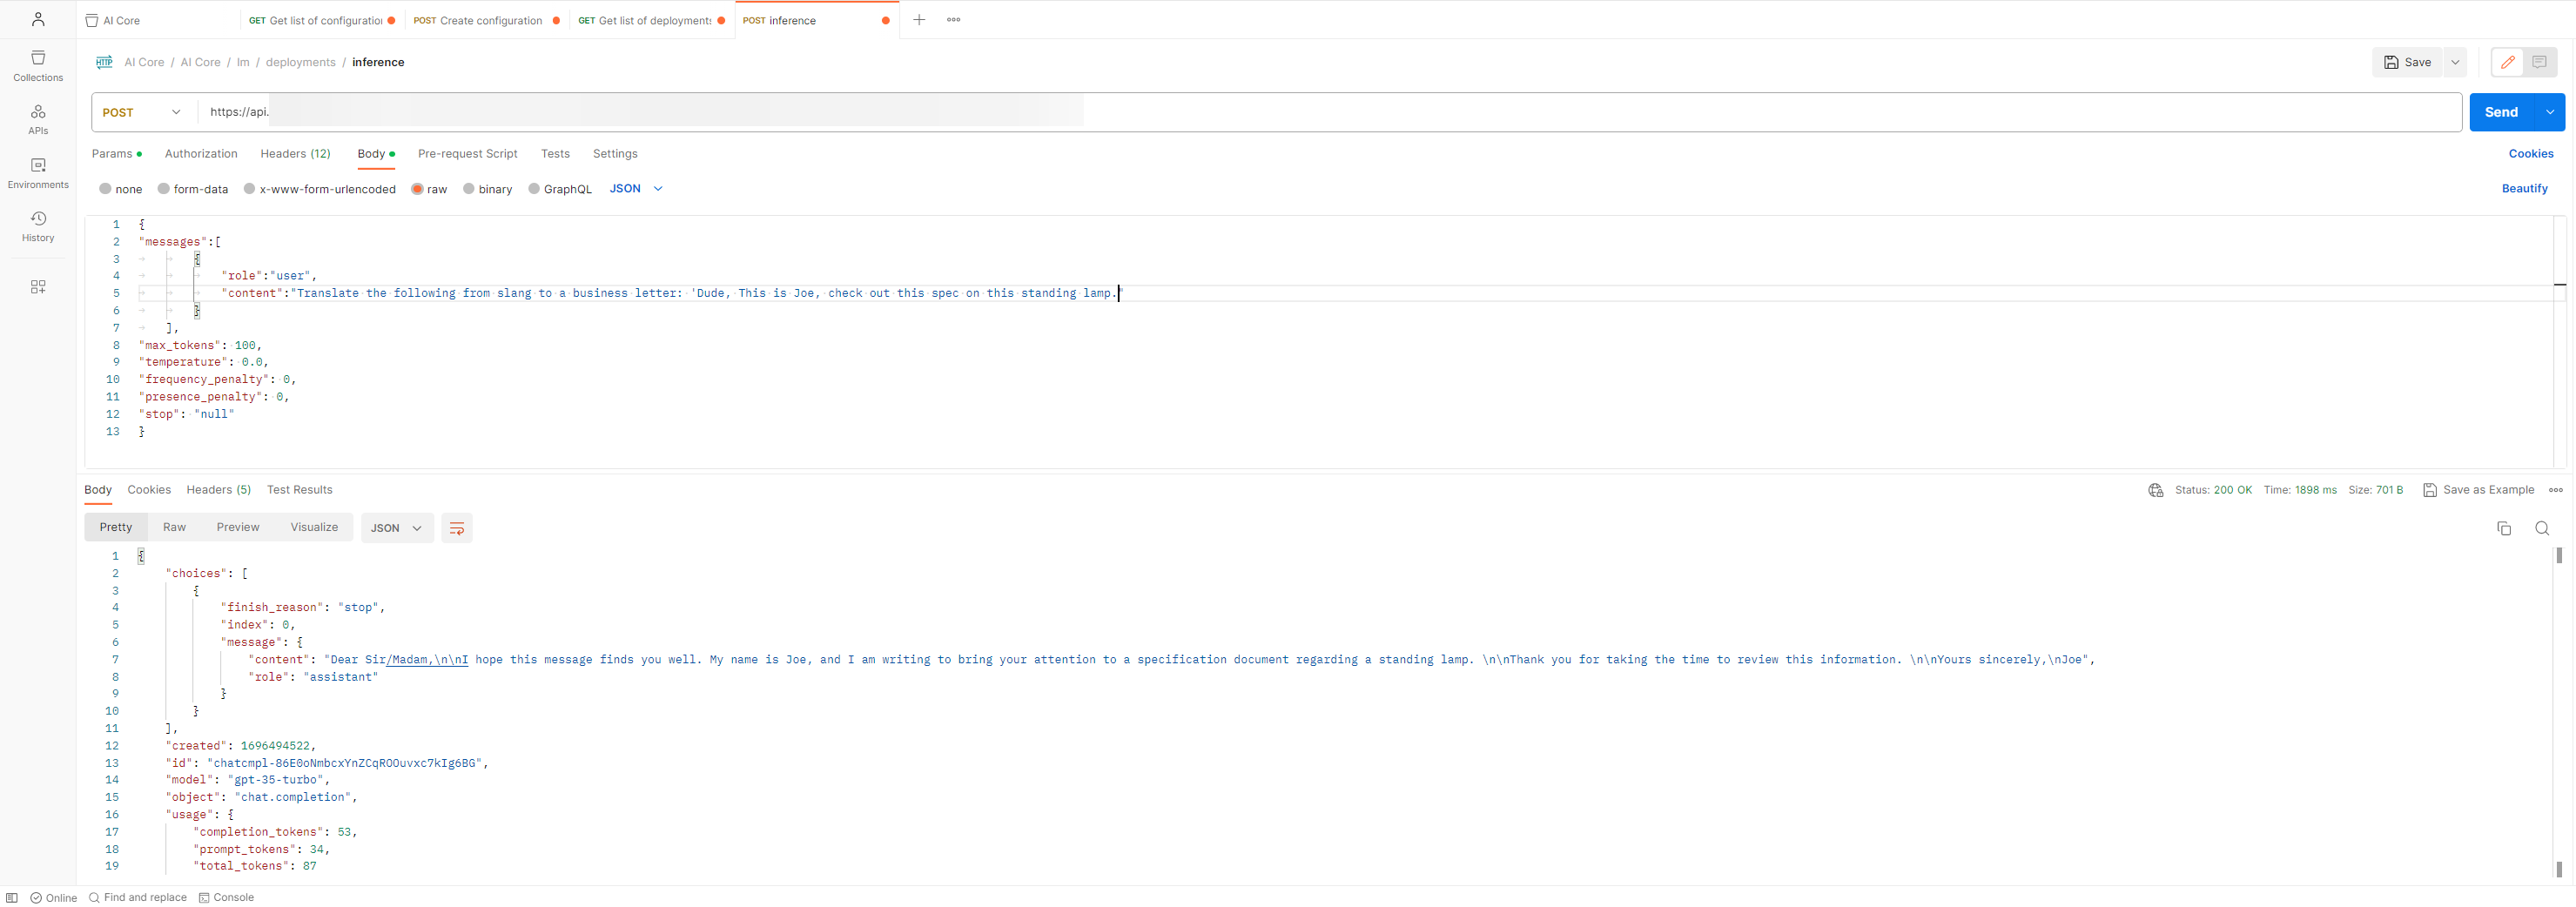 AI Core
GET Get list of configuratio
POST Create configuration
GET Get list of deployment
POST inference
Collections
APIs
Environments
History
HTTP AI Core / AI Core / lm / deployments / inference
Save
POST https://api.
Send
Params Authorization Headers (12) Body Pre-request Script Tests Settings
Cookies
none form-data x-www-form-urlencoded raw binary GraphQL JSON
Beautify
1 {
2 "messages":[
3 {
4 "role":"user",
5 "content":"Translate the following from slang to a business letter: 'Dude, This is Joe, check out this spec on this standing lamp."
6 }
7 ],
8 "max_tokens": 100,
9 "temperature": 0.0,
10 "frequency_penalty": 0,
11 "presence_penalty": 0,
12 "stop": "null"
13 }
Body Cookies Headers (5) Test Results
Status: 200 OK Time: 1898 ms Size: 701 B Save as Example
Pretty Raw Preview Visualize JSON
1 {
2 "choices": [
3 {
4 "finish_reason": "stop",
5 "index": 0,
6 "message": {
7 "content": "Dear Sir/Madam,\n\nI hope this message finds you well. My name is Joe, and I am writing to bring your attention to a specification document regarding a standing lamp. \n\nThank you for taking the time to review this information. \n\nYours sincerely,\nJoe",
8 "role": "assistant"
9 }
10 }
11 ],
12 "created": 1696494522,
13 "id": "chatcmpl-86E0oNmbcxYnZCqROOuvxc7kIg6BG",
14 "model": "gpt-35-turbo",
15 "object": "chat.completion",
16 "usage": {
17 "completion_tokens": 53,
18 "prompt_tokens": 34,
19 "total_tokens": 87
Online Find and replace Console